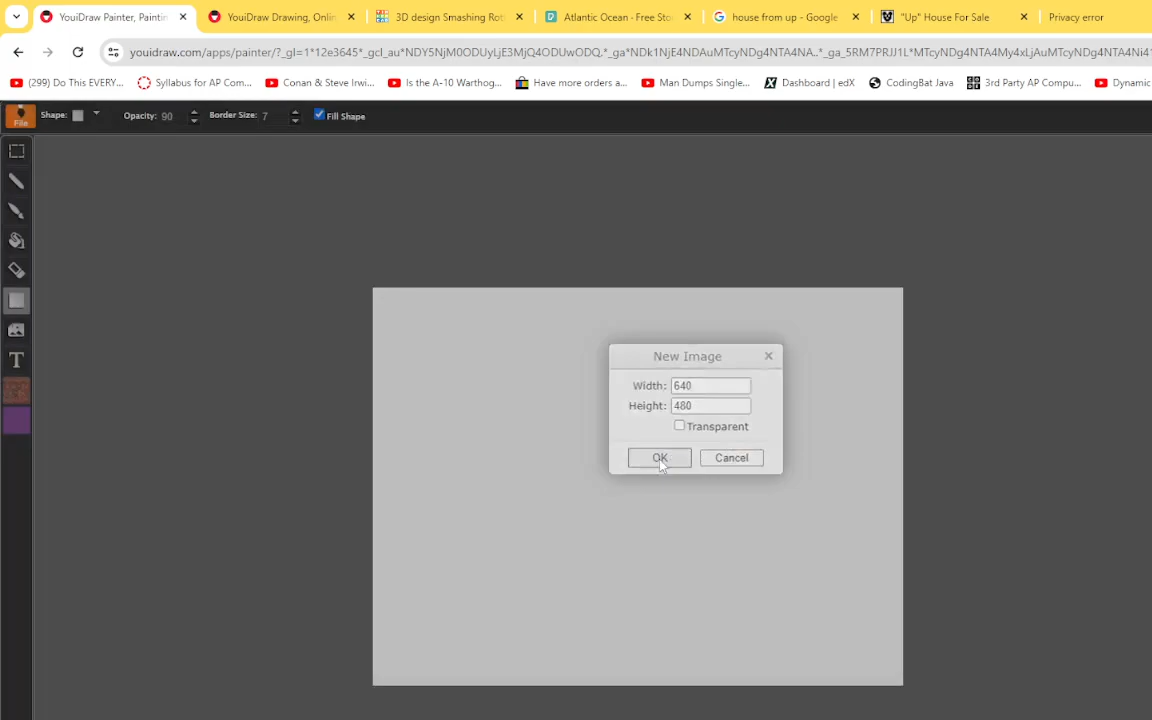 YouiDraw Painter, Paintin
YouiDraw Drawing, Onlin
3D design Smashing Rot
Atlantic Ocean - Free Sto
house from up - Google
"Up" House For Sale
Privacy error
youidraw.com/apps/painter/?_gl=1*12e3645*_gcl_au*NDY5NjM0ODUyLjE3MjQ4ODUwODQ.*_ga*NDk1NjE4NDAuMTcyNDg4NTA4NA..*_ga_5RM7PRJJ1L*MTcyNDg4NTA4My4xLjAuMTcyNDg4NTA4Ni41
(299) Do This EVERY...
Syllabus for AP Com...
Conan & Steve Irwi...
Is the A-10 Warthog...
Have more orders a...
Man Dumps Single...
Dashboard | edX
CodingBat Java
3rd Party AP Compu...
Dynamic
File
Shape:
Opacity: 90
Border Size: 7
Fill Shape
T
New Image
Width: 640
Height: 480
Transparent
OK
Cancel